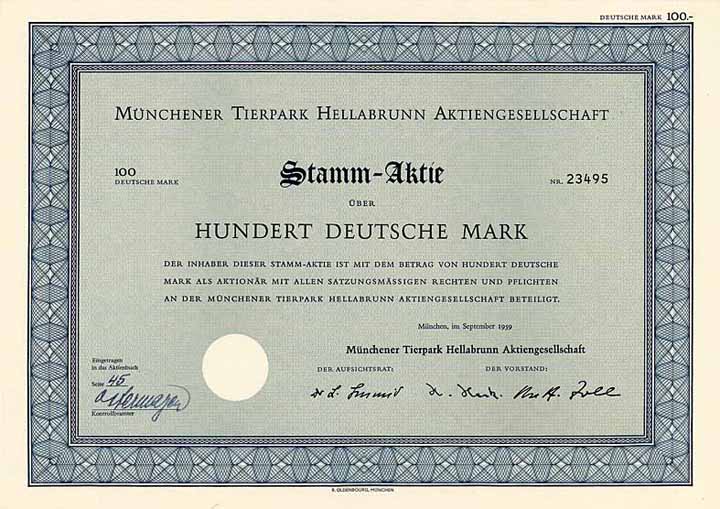 DEUTSCHE MARK 100.-
MÜNCHENER TIERPARK HELLABRUNN AKTIENGESELLSCHAFT
100
DEUTSCHE MARK
Stamm-Aktie
NR. 23495
ÜBER
HUNDERT DEUTSCHE MARK
DER INHABER DIESER STAMM-AKTIE IST MIT DEM BETRAG VON HUNDERT DEUTSCHE
MARK ALS AKTIONÄR MIT ALLEN SATZUNGSMÄSSIGEN RECHTEN UND PFLICHTEN
AN DER MÜNCHENER TIERPARK HELLABRUNN AKTIENGESELLSCHAFT BETEILIGT.
München, im September 1959
Münchener Tierpark Hellabrunn Aktiengesellschaft
DER AUFSICHTSRAT:
DER VORSTAND:
Eingetragen
in das Aktienbuch
Seite 45
Kontrollbeamter
R. OLDENBOURG, MÜNCHEN